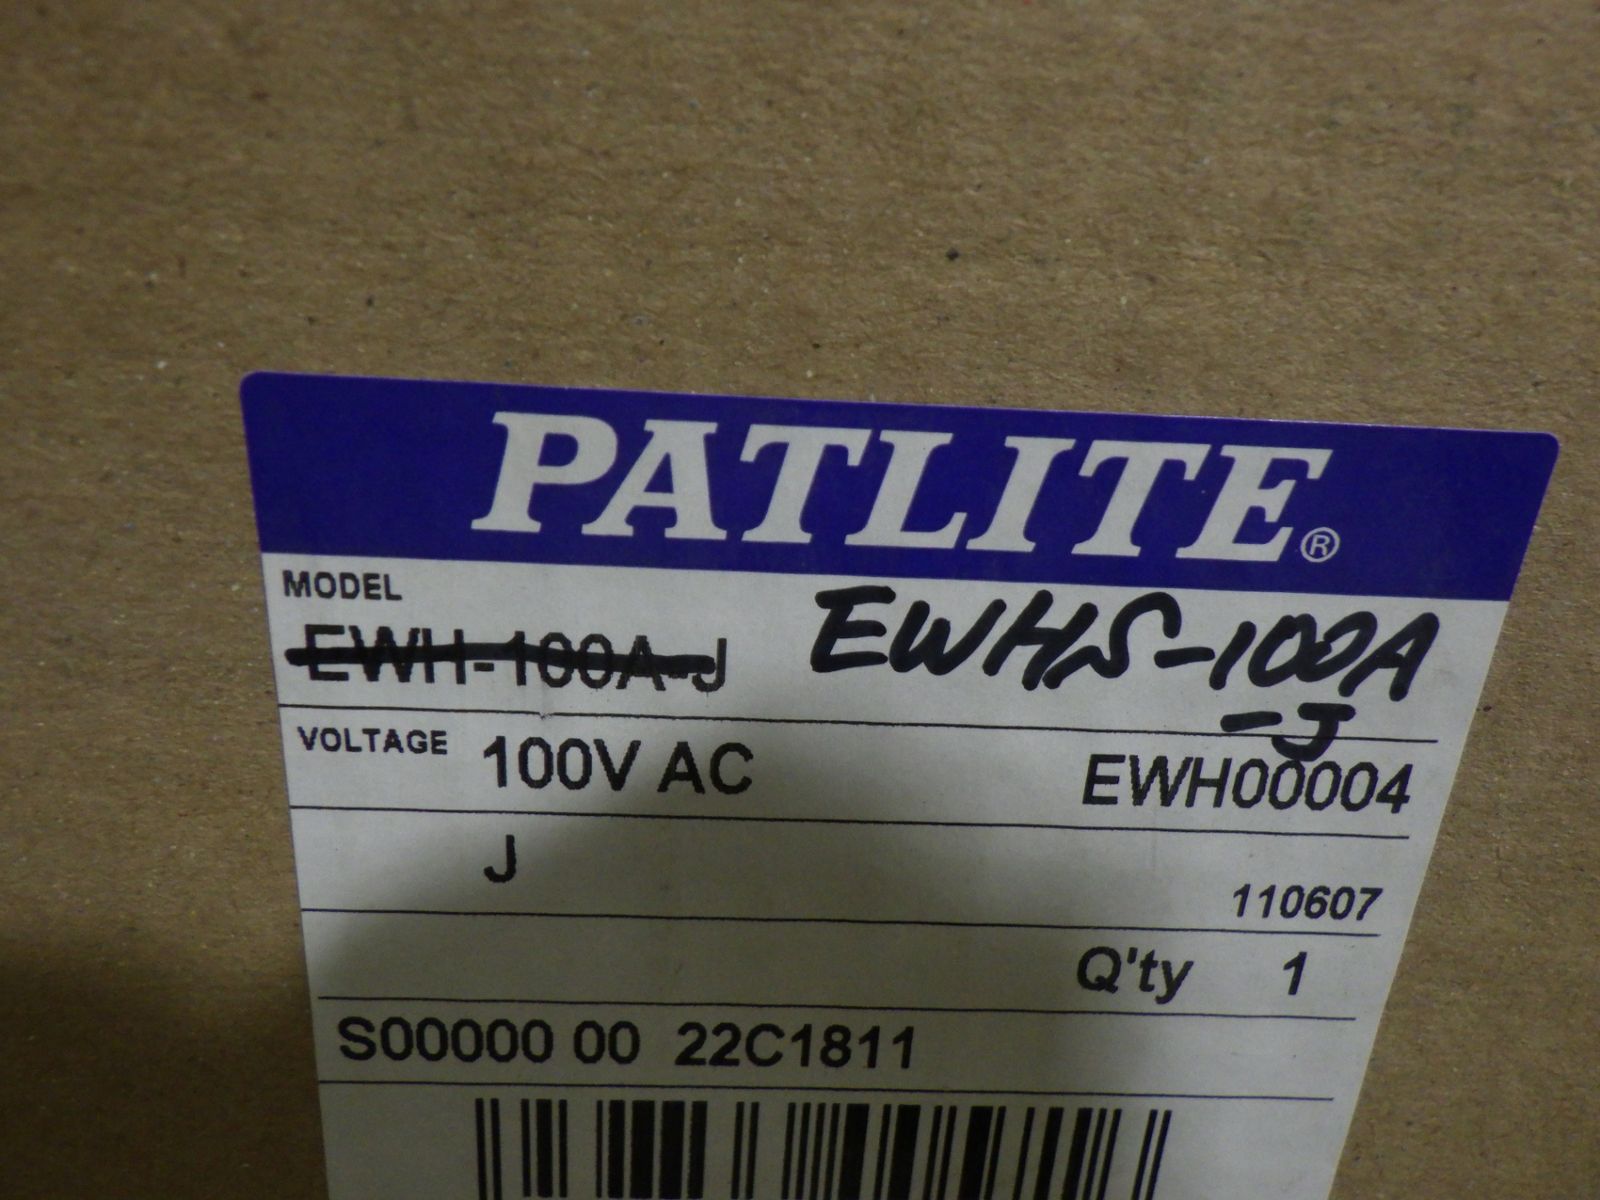 PATLITE®
MODEL
EWH-100A-J EWHS-100A
-J
VOLTAGE 100V AC EWH00004
J
110607
Q'ty 1
S00000 00 22C1811